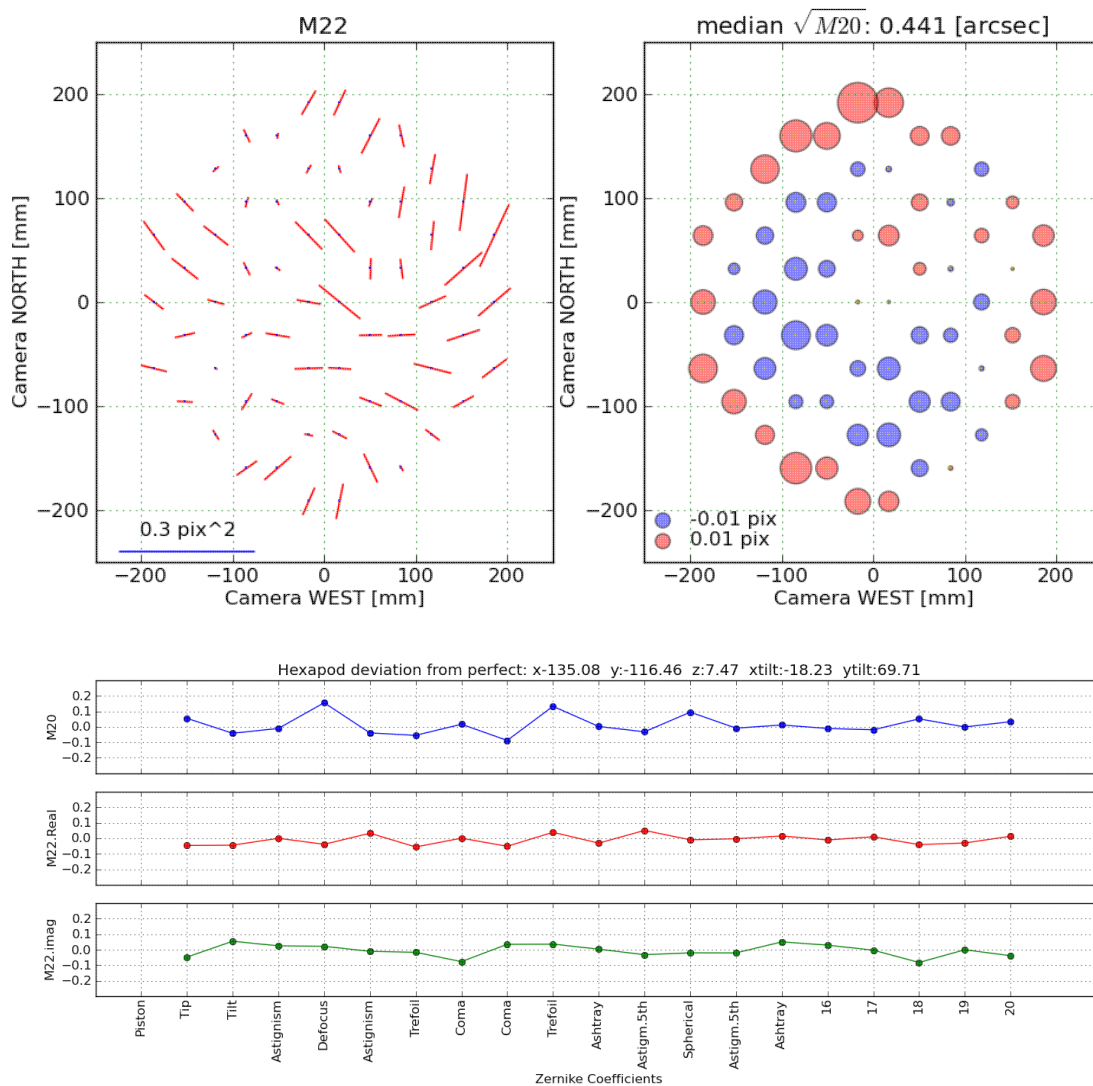 M22
median √M20: 0.441 [arcsec]
Camera NORTH [mm]
200
100
0
−100
−200
0.3 pix^2
−200 −100 0 100 200
Camera WEST [mm]
Camera NORTH [mm]
200
100
0
−100
−200
-0.01 pix
0.01 pix
−200 −100 0 100 200
Camera WEST [mm]
Hexapod deviation from perfect: x-135.08 y:-116.46 z:7.47 xtilt:-18.23 ytilt:69.71
M20
0.2
0.1
0.0
−0.1
−0.2
M22.Real
0.2
0.1
0.0
−0.1
−0.2
M22.imag
0.2
0.1
0.0
−0.1
−0.2
Piston
Tip
Tilt
Astignism
Defocus
Astignism
Trefoil
Coma
Coma
Trefoil
Ashtray
Astigm.5th
Spherical
Astigm.5th
Ashtray
16
17
18
19
20
Zernike Coefficients